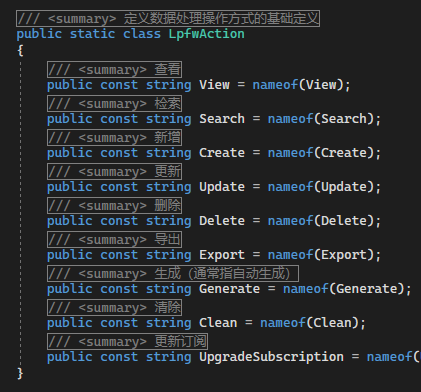 /// <summary> 定义数据处理操作方式的基础定义
public static class LpfwAction
{
/// <summary> 查看
public const string View = nameof(View);
/// <summary> 检索
public const string Search = nameof(Search);
/// <summary> 新增
public const string Create = nameof(Create);
/// <summary> 更新
public const string Update = nameof(Update);
/// <summary> 删除
public const string Delete = nameof(Delete);
/// <summary> 导出
public const string Export = nameof(Export);
/// <summary> 生成（通常指自动生成）
public const string Generate = nameof(Generate);
/// <summary> 清除
public const string Clean = nameof(Clean);
/// <summary> 更新订阅
public const string UpgradeSubscription = nameof(
}